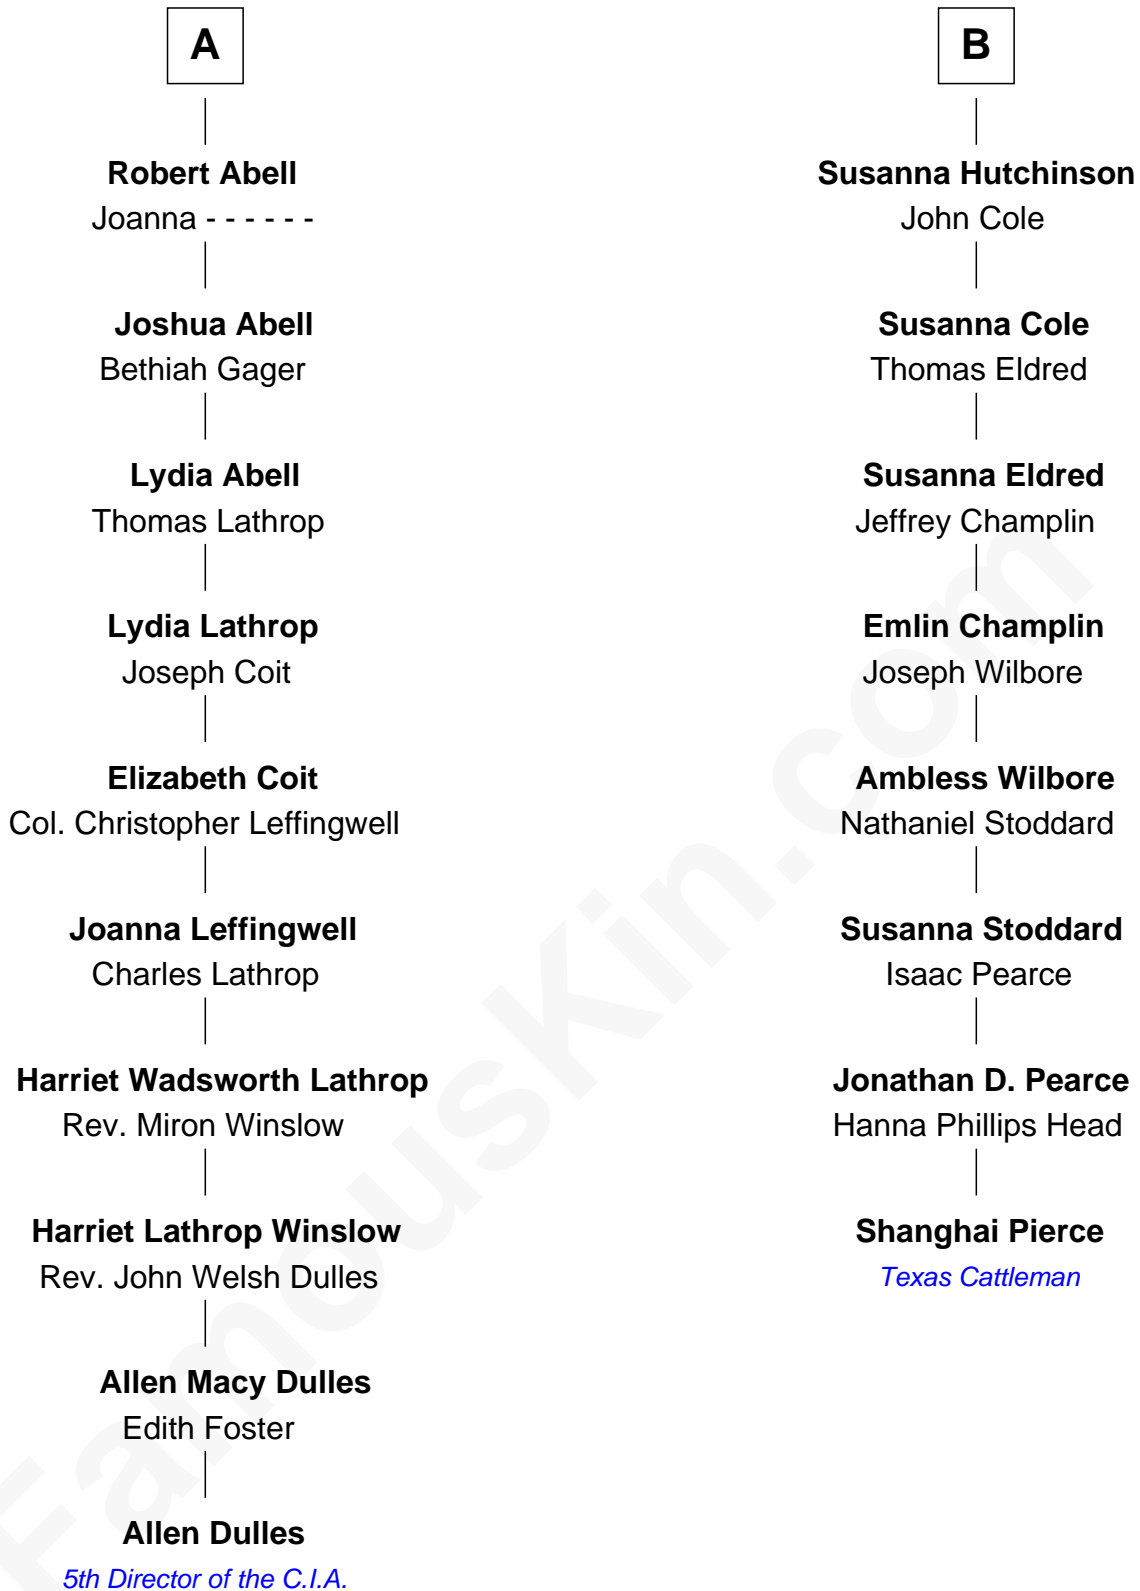 A
Robert Abell
Joanna - - - - - -
Joshua Abell
Bethiah Gager
Lydia Abell
Thomas Lathrop
Lydia Lathrop
Joseph Coit
Elizabeth Coit
Col. Christopher Leffingwell
Joanna Leffingwell
Charles Lathrop
Harriet Wadsworth Lathrop
Rev. Miron Winslow
Harriet Lathrop Winslow
Rev. John Welsh Dulles
Allen Macy Dulles
Edith Foster
Allen Dulles
5th Director of the C.I.A.
B
Susanna Hutchinson
John Cole
Susanna Cole
Thomas Eldred
Susanna Eldred
Jeffrey Champlin
Emlin Champlin
Joseph Wilbore
Ambless Wilbore
Nathaniel Stoddard
Susanna Stoddard
Isaac Pearce
Jonathan D. Pearce
Hanna Phillips Head
Shanghai Pierce
Texas Cattleman
FamousKin.com